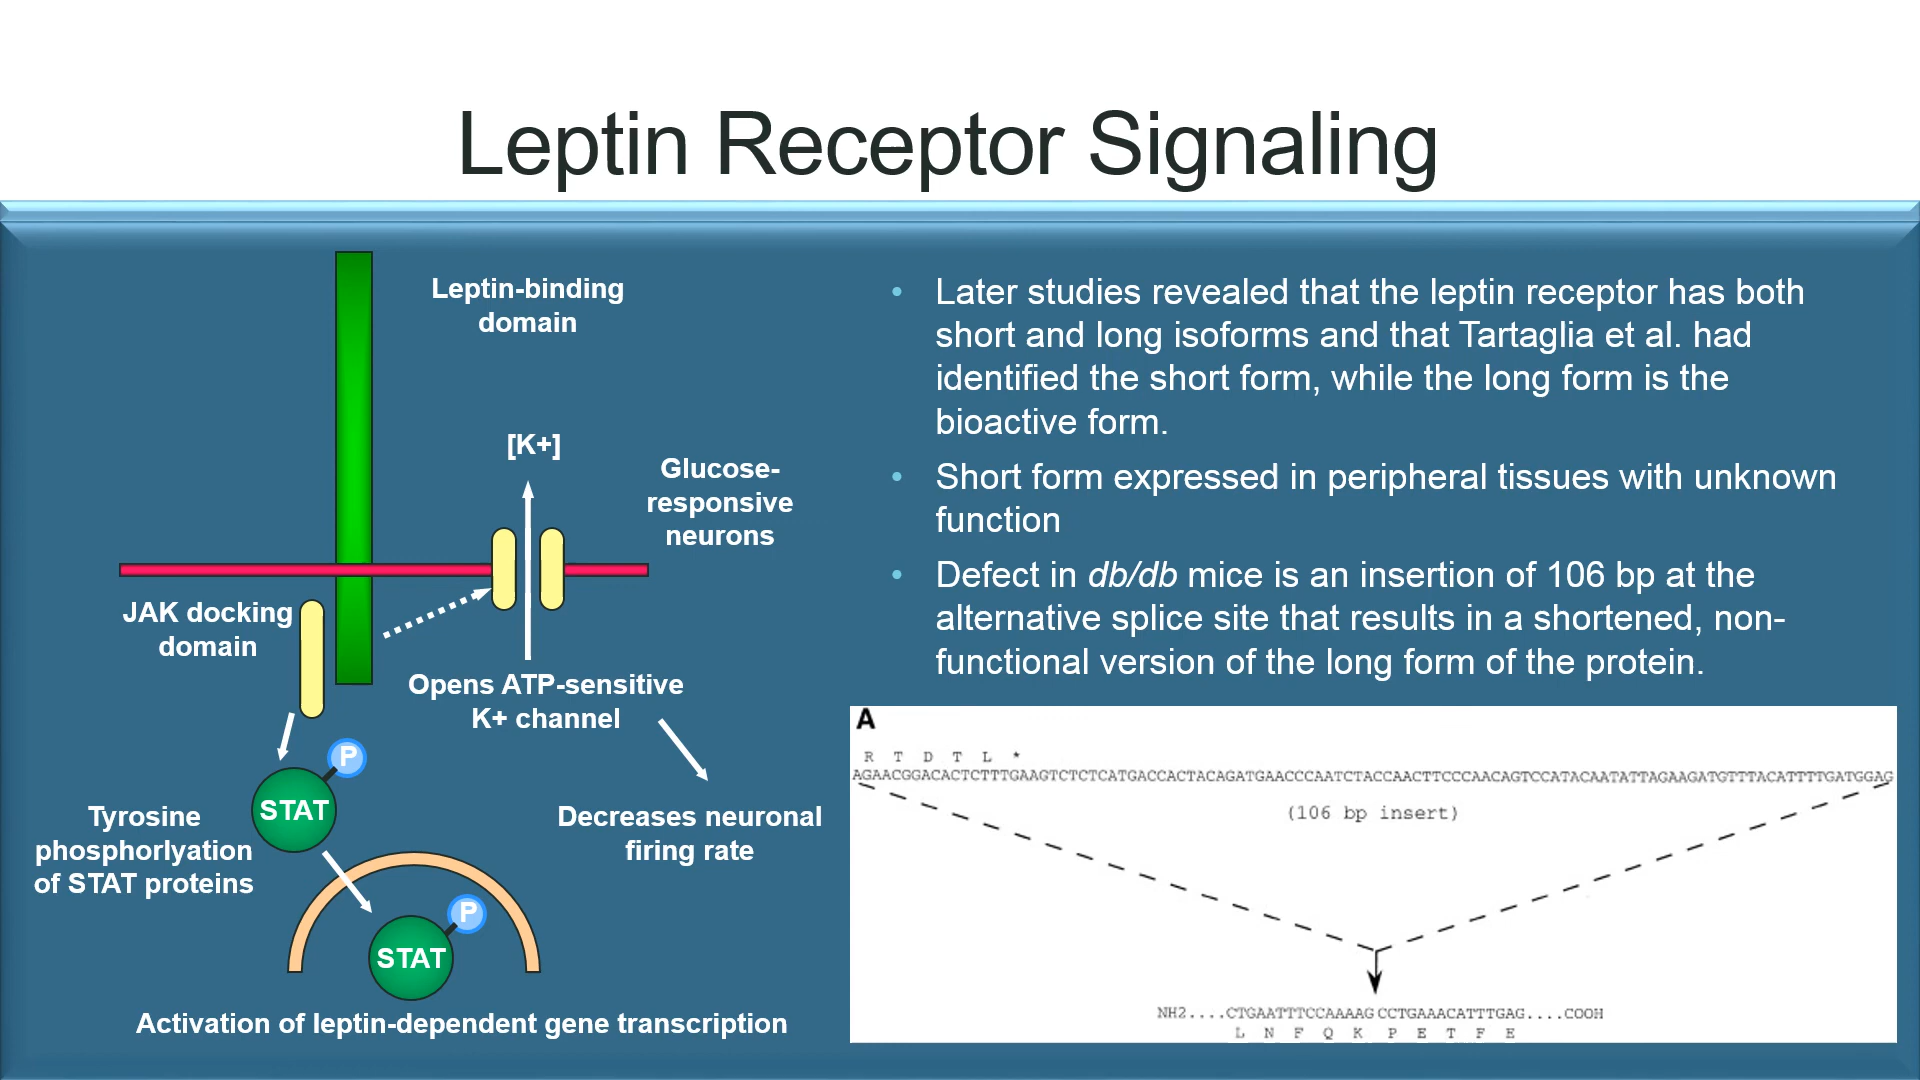 Leptin Receptor Signaling
Leptin-binding
domain
[K+]
Glucose-
responsive
neurons
JAK docking
domain
Opens ATP-sensitive
K+ channel
P
STAT
Tyrosine
phosphorlyation
of STAT proteins
Decreases neuronal
firing rate
P
STAT
Activation of leptin-dependent gene transcription
• Later studies revealed that the leptin receptor has both
short and long isoforms and that Tartaglia et al. had
identified the short form, while the long form is the
bioactive form.
• Short form expressed in peripheral tissues with unknown
function
• Defect in db/db mice is an insertion of 106 bp at the
alternative splice site that results in a shortened, non-
functional version of the long form of the protein.
A
R T D T L *
AGAACGGACACTCTTTGAAGTCTCTCATGACCACTACAGATGAACCCAATCTACCAACTTCCCAACAGTCCATACAATATTAGAAGATGTTTACATTTTGATGGAG
(106 bp insert)
NH2....CTGAATTTCCAAAAGCCTGAAACATTTGAG....COOH
L N F Q K P E T F E